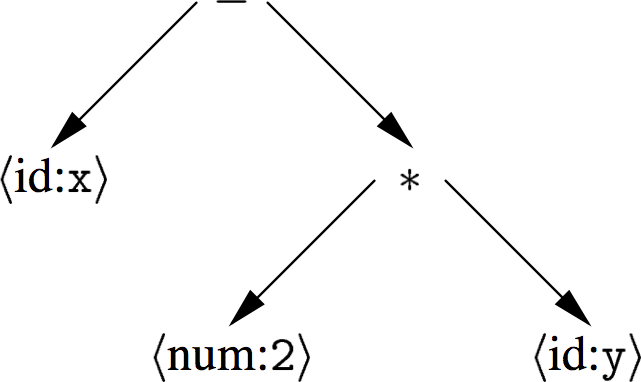 −
⟨id:x⟩
*
⟨num:2⟩
⟨id:y⟩